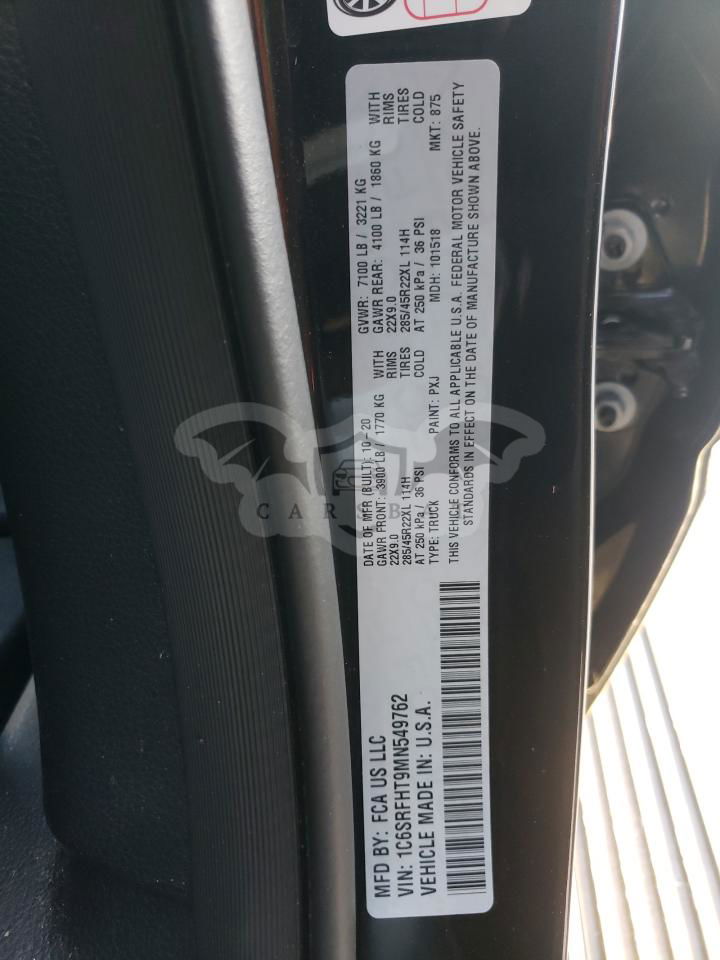 MFD BY: FCA US LLC
VIN: 1C6SRFHT9MN549762
VEHICLE MADE IN: U.S.A.
DATE OF MFR (BUILT): 10-20 GVWR: 7100 LB / 3221 KG
GAWR FRONT: 3900 LB / 1770 KG WITH GAWR REAR: 4100 LB / 1860 KG WITH
22X9.0 RIMS 22X9.0 RIMS
285/45R22XL 114H TIRES 285/45R22XL 114H TIRES
AT 250 kPa / 36 PSI COLD AT 250 kPa / 36 PSI COLD
TYPE: TRUCK PAINT: PXJ MDH: 101518 MKT: 875
THIS VEHICLE CONFORMS TO ALL APPLICABLE U.S.A. FEDERAL MOTOR VEHICLE SAFETY
STANDARDS IN EFFECT ON THE DATE OF MANUFACTURE SHOWN ABOVE.